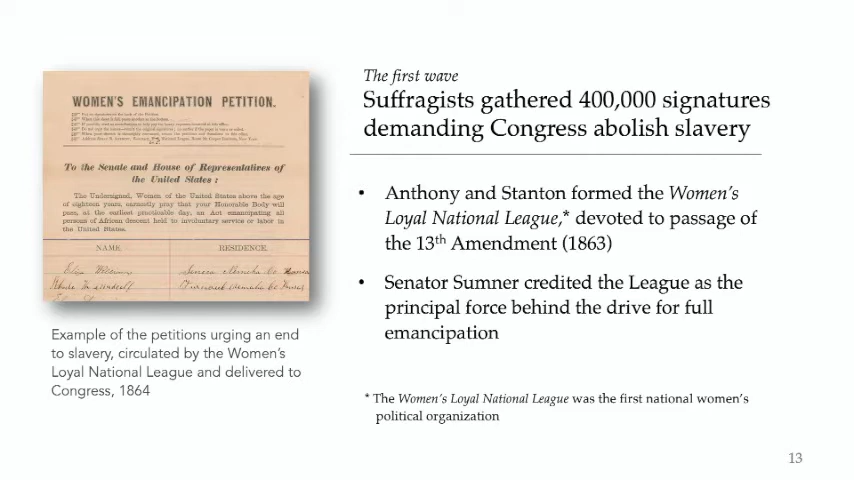 WOMEN'S EMANCIPATION PETITION.
To the Senate and House of Representatives of
the United States :
The Undersigned, Women of the United States above the age
of eighteen years, earnestly pray that your Honorable Body will
pass, at the earliest practicable day, an Act emancipating all
persons of African descent held to involuntary service or labor in
the United States.
NAME. RESIDENCE.
Example of the petitions urging an end
to slavery, circulated by the Women's
Loyal National League and delivered to
Congress, 1864
The first wave
Suffragists gathered 400,000 signatures
demanding Congress abolish slavery
• Anthony and Stanton formed the Women's
Loyal National League,* devoted to passage of
the 13th Amendment (1863)
• Senator Sumner credited the League as the
principal force behind the drive for full
emancipation
* The Women's Loyal National League was the first national women's
political organization
13